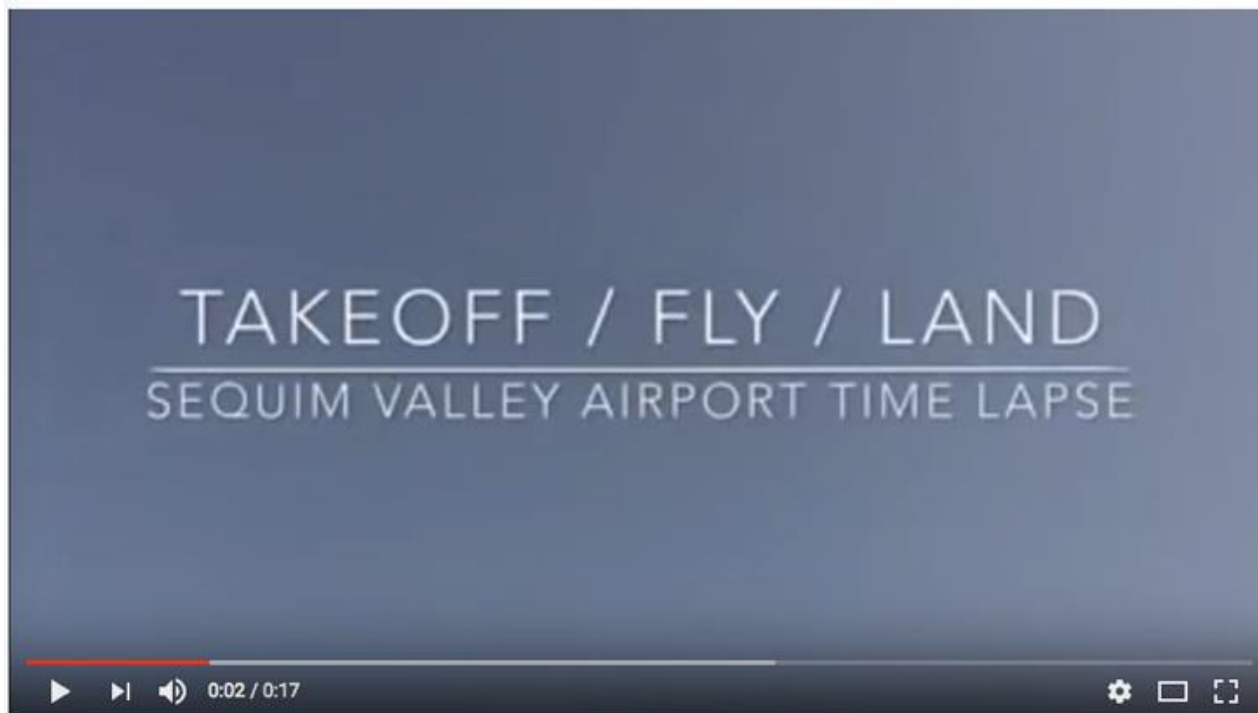 TAKEOFF / FLY / LAND
SEQUIM VALLEY AIRPORT TIME LAPSE
0:02 / 0:17